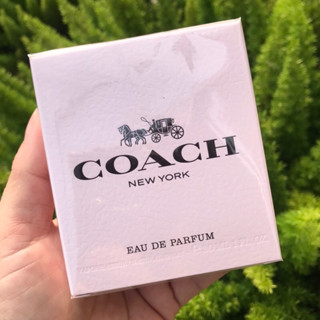 COACH
NEW YORK
EAU DE PARFUM